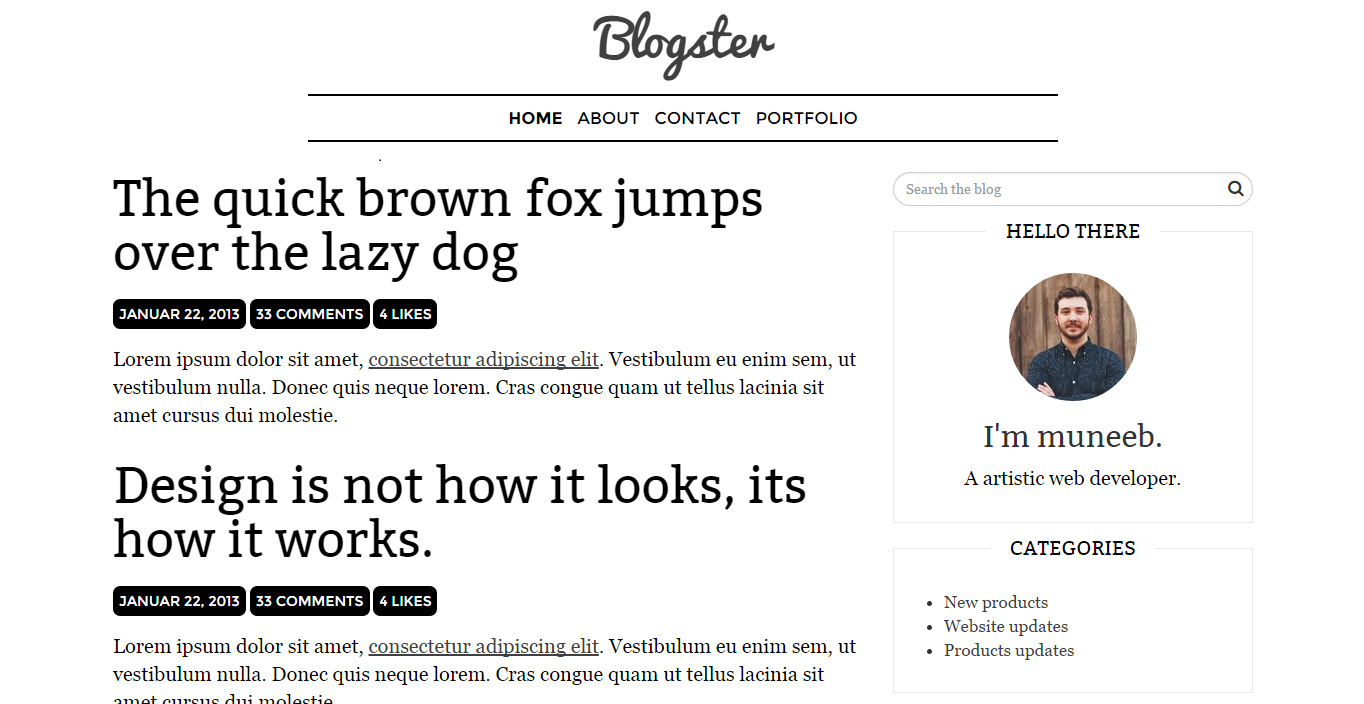 Blogster
HOME ABOUT CONTACT PORTFOLIO
The quick brown fox jumps
over the lazy dog
JANUAR 22, 2013 33 COMMENTS 4 LIKES
Lorem ipsum dolor sit amet, consectetur adipiscing elit. Vestibulum eu enim sem, ut
vestibulum nulla. Donec quis neque lorem. Cras congue quam ut tellus lacinia sit
amet cursus dui molestie.
Design is not how it looks, its
how it works.
JANUAR 22, 2013 33 COMMENTS 4 LIKES
Lorem ipsum dolor sit amet, consectetur adipiscing elit. Vestibulum eu enim sem, ut
vestibulum nulla. Donec quis neque lorem. Cras congue quam ut tellus lacinia sit
amet cursus dui molestie.
Search the blog
HELLO THERE
I'm muneeb.
A artistic web developer.
CATEGORIES
• New products
• Website updates
• Products updates